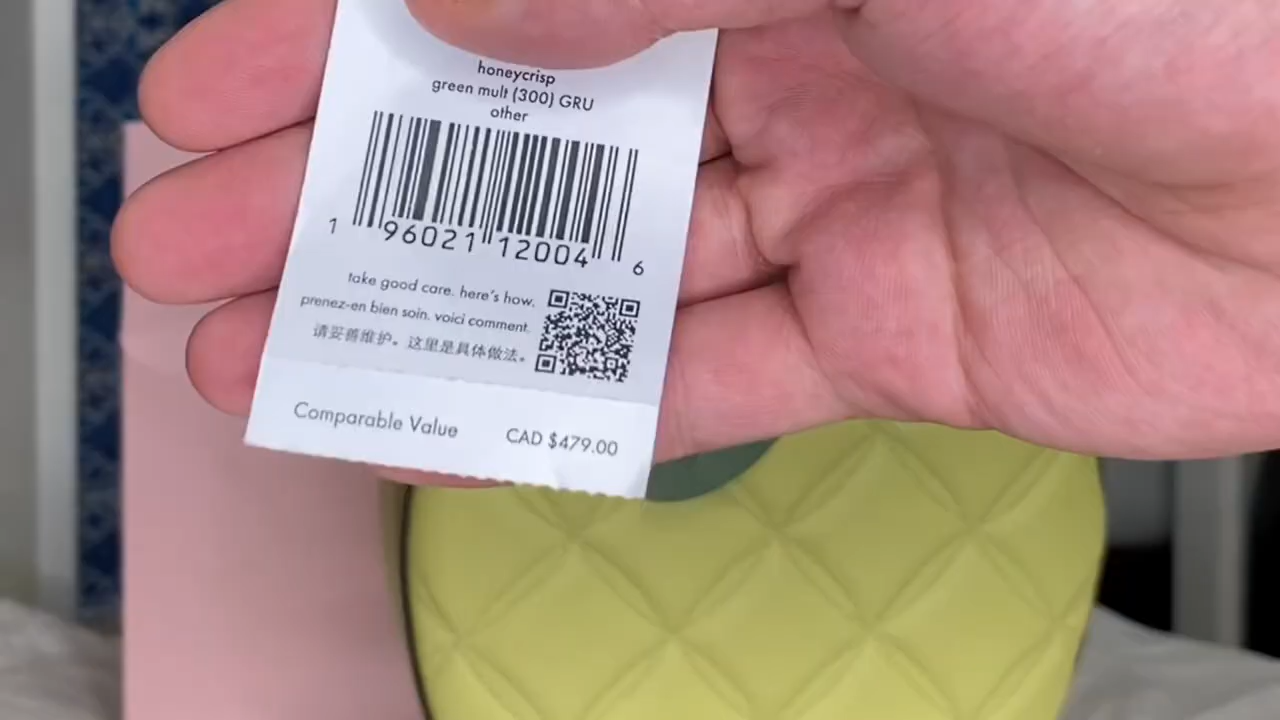 honeycrisp
green mult (300) GRU
other
1 96021 12004 6
take good care. here's how.
prenez-en bien soin. voici comment.
请妥善维护。这里是具体做法。
Comparable Value CAD $479.00